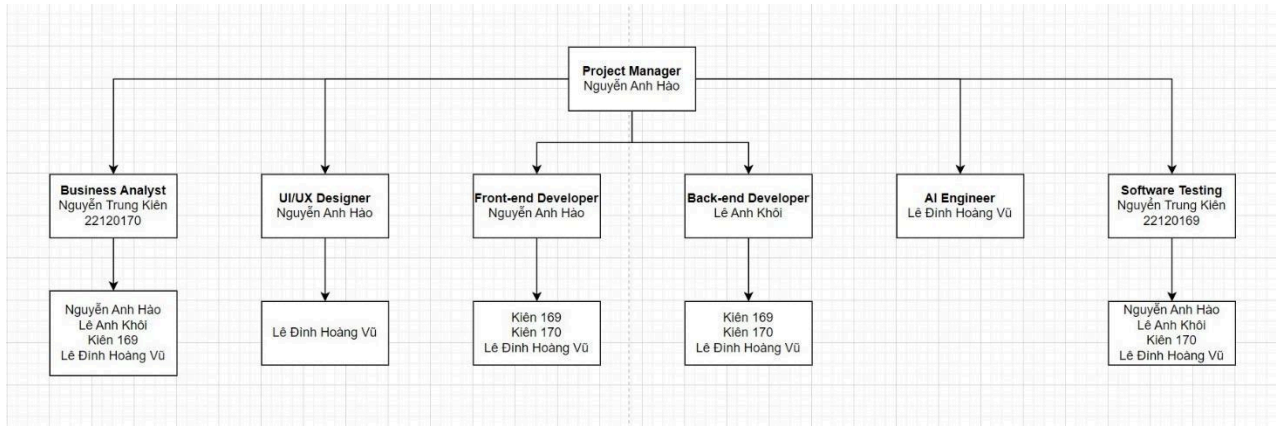 Project Manager
Nguyễn Anh Hào
Business Analyst
Nguyễn Trung Kiên
22120170
UI/UX Designer
Nguyễn Anh Hào
Front-end Developer
Nguyễn Anh Hào
Back-end Developer
Lê Anh Khôi
AI Engineer
Lê Đình Hoàng Vũ
Software Testing
Nguyễn Trung Kiên
22120169
Nguyễn Anh Hào
Lê Anh Khôi
Kiên 169
Lê Đình Hoàng Vũ
Lê Đình Hoàng Vũ
Kiên 169
Kiên 170
Lê Đình Hoàng Vũ
Kiên 169
Kiên 170
Lê Đình Hoàng Vũ
Nguyễn Anh Hào
Lê Anh Khôi
Kiên 170
Lê Đình Hoàng Vũ